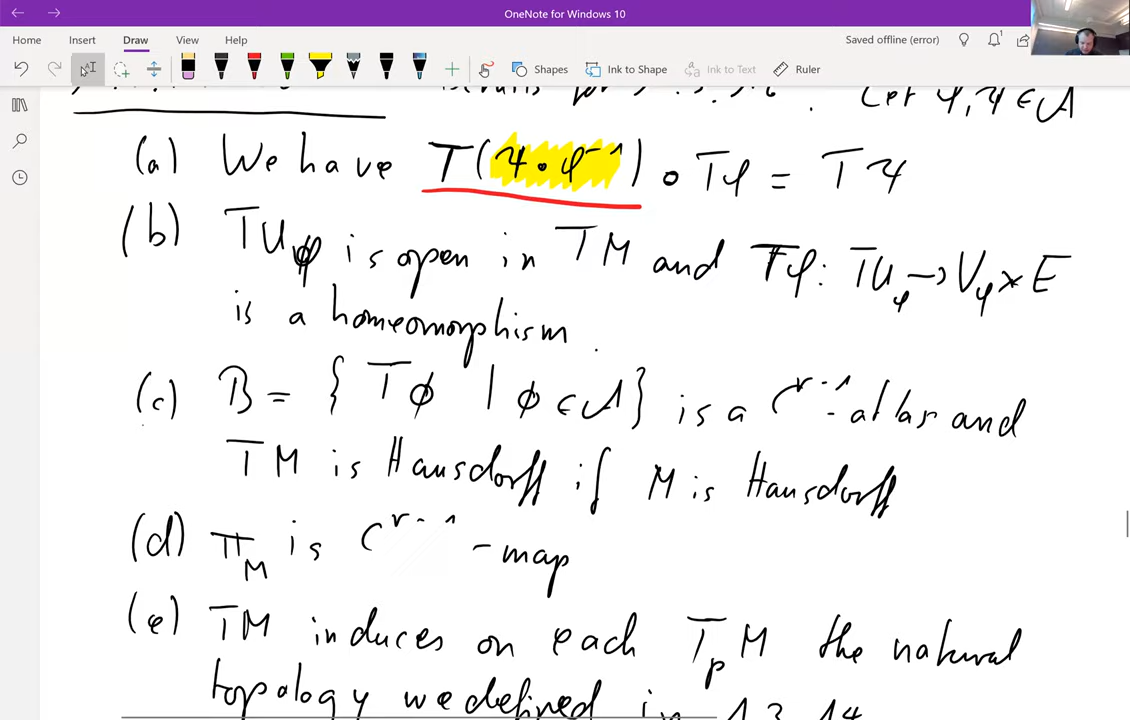 OneNote for Windows 10
Home Insert Draw View Help Saved offline (error)
Shapes Ink to Shape Ink to Text Ruler
Let φ, ψ ∈ A
(a) We have T(ψ∘φ⁻¹) ∘ Tφ = Tψ
(b) TU_φ is open in TM and Tφ: TU_φ → V_φ × E
is a homeomorphism.
(c) B = { Tϕ | ϕ ∈ A } is a C^{r-1}-atlas and
TM is Hausdorff if M is Hausdorff
(d) π_M is C^{r-1}-map
(e) TM induces on each T_pM the natural
topology we defined in